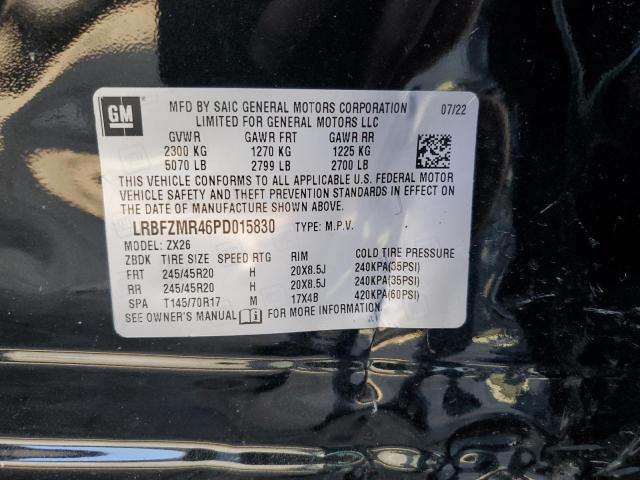 GM
MFD BY SAIC GENERAL MOTORS CORPORATION 07/22
LIMITED FOR GENERAL MOTORS LLC
GVWR GAWR FRT GAWR RR
2300 KG 1270 KG 1225 KG
5070 LB 2799 LB 2700 LB
THIS VEHICLE CONFORMS TO ALL APPLICABLE U.S. FEDERAL MOTOR
VEHICLE SAFETY AND THEFT PREVENTION STANDARDS IN EFFECT ON
THE DATE OF MANUFACTURE SHOWN ABOVE.
LRBFZMR46PD015830 TYPE: M.P.V.
MODEL: ZX26
ZBDK TIRE SIZE SPEED RTG RIM COLD TIRE PRESSURE
FRT 245/45R20 H 20X8.5J 240KPA(35PSI)
RR 245/45R20 H 20X8.5J 240KPA(35PSI)
SPA T145/70R17 M 17X4B 420KPA(60PSI)
SEE OWNER'S MANUAL FOR MORE INFORMATION.